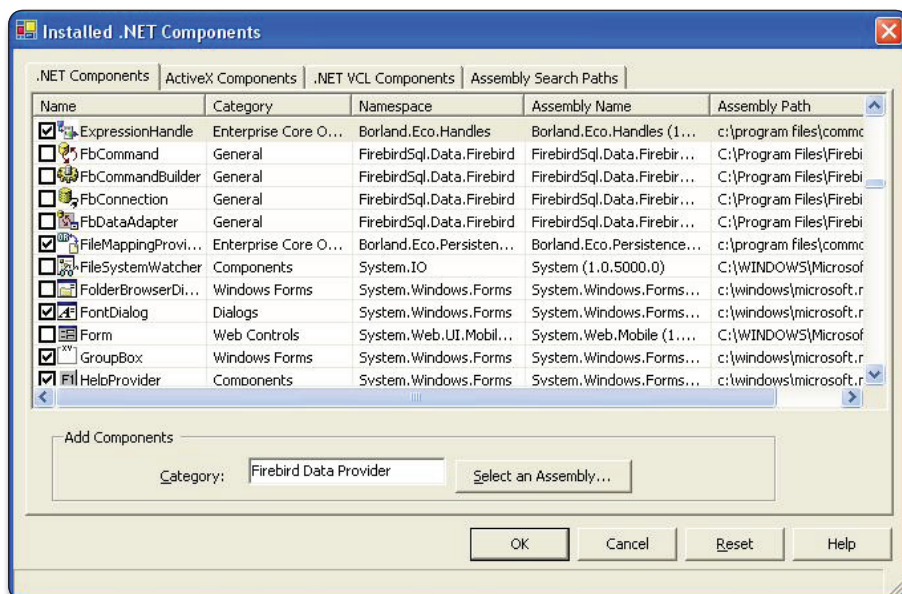 Installed .NET Components
.NET Components ActiveX Components .NET VCL Components Assembly Search Paths
Name Category Namespace Assembly Name Assembly Path
ExpressionHandle Enterprise Core O... Borland.Eco.Handles Borland.Eco.Handles (1... c:\program files\commo
FbCommand General FirebirdSql.Data.Firebird FirebirdSql.Data.Firebir... C:\Program Files\Firebi
FbCommandBuilder General FirebirdSql.Data.Firebird FirebirdSql.Data.Firebir... C:\Program Files\Firebi
FbConnection General FirebirdSql.Data.Firebird FirebirdSql.Data.Firebir... C:\Program Files\Firebi
FbDataAdapter General FirebirdSql.Data.Firebird FirebirdSql.Data.Firebir... C:\Program Files\Firebi
FileMappingProvi... Enterprise Core O... Borland.Eco.Persisten... Borland.Eco.Persistence... c:\program files\commo
FileSystemWatcher Components System.IO System (1.0.5000.0) C:\WINDOWS\Microsof
FolderBrowserDi... Windows Forms System.Windows.Forms System.Windows.Forms... c:\windows\microsoft.r
FontDialog Dialogs System.Windows.Forms System.Windows.Forms... c:\windows\microsoft.r
Form Web Controls System.Web.UI.Mobil... System.Web.Mobile (1.... C:\WINDOWS\Microsof
GroupBox Windows Forms System.Windows.Forms System.Windows.Forms... c:\windows\microsoft.r
HelpProvider Components System.Windows.Forms System.Windows.Forms... c:\windows\microsoft.r
Add Components
Category: Firebird Data Provider Select an Assembly...
OK Cancel Reset Help